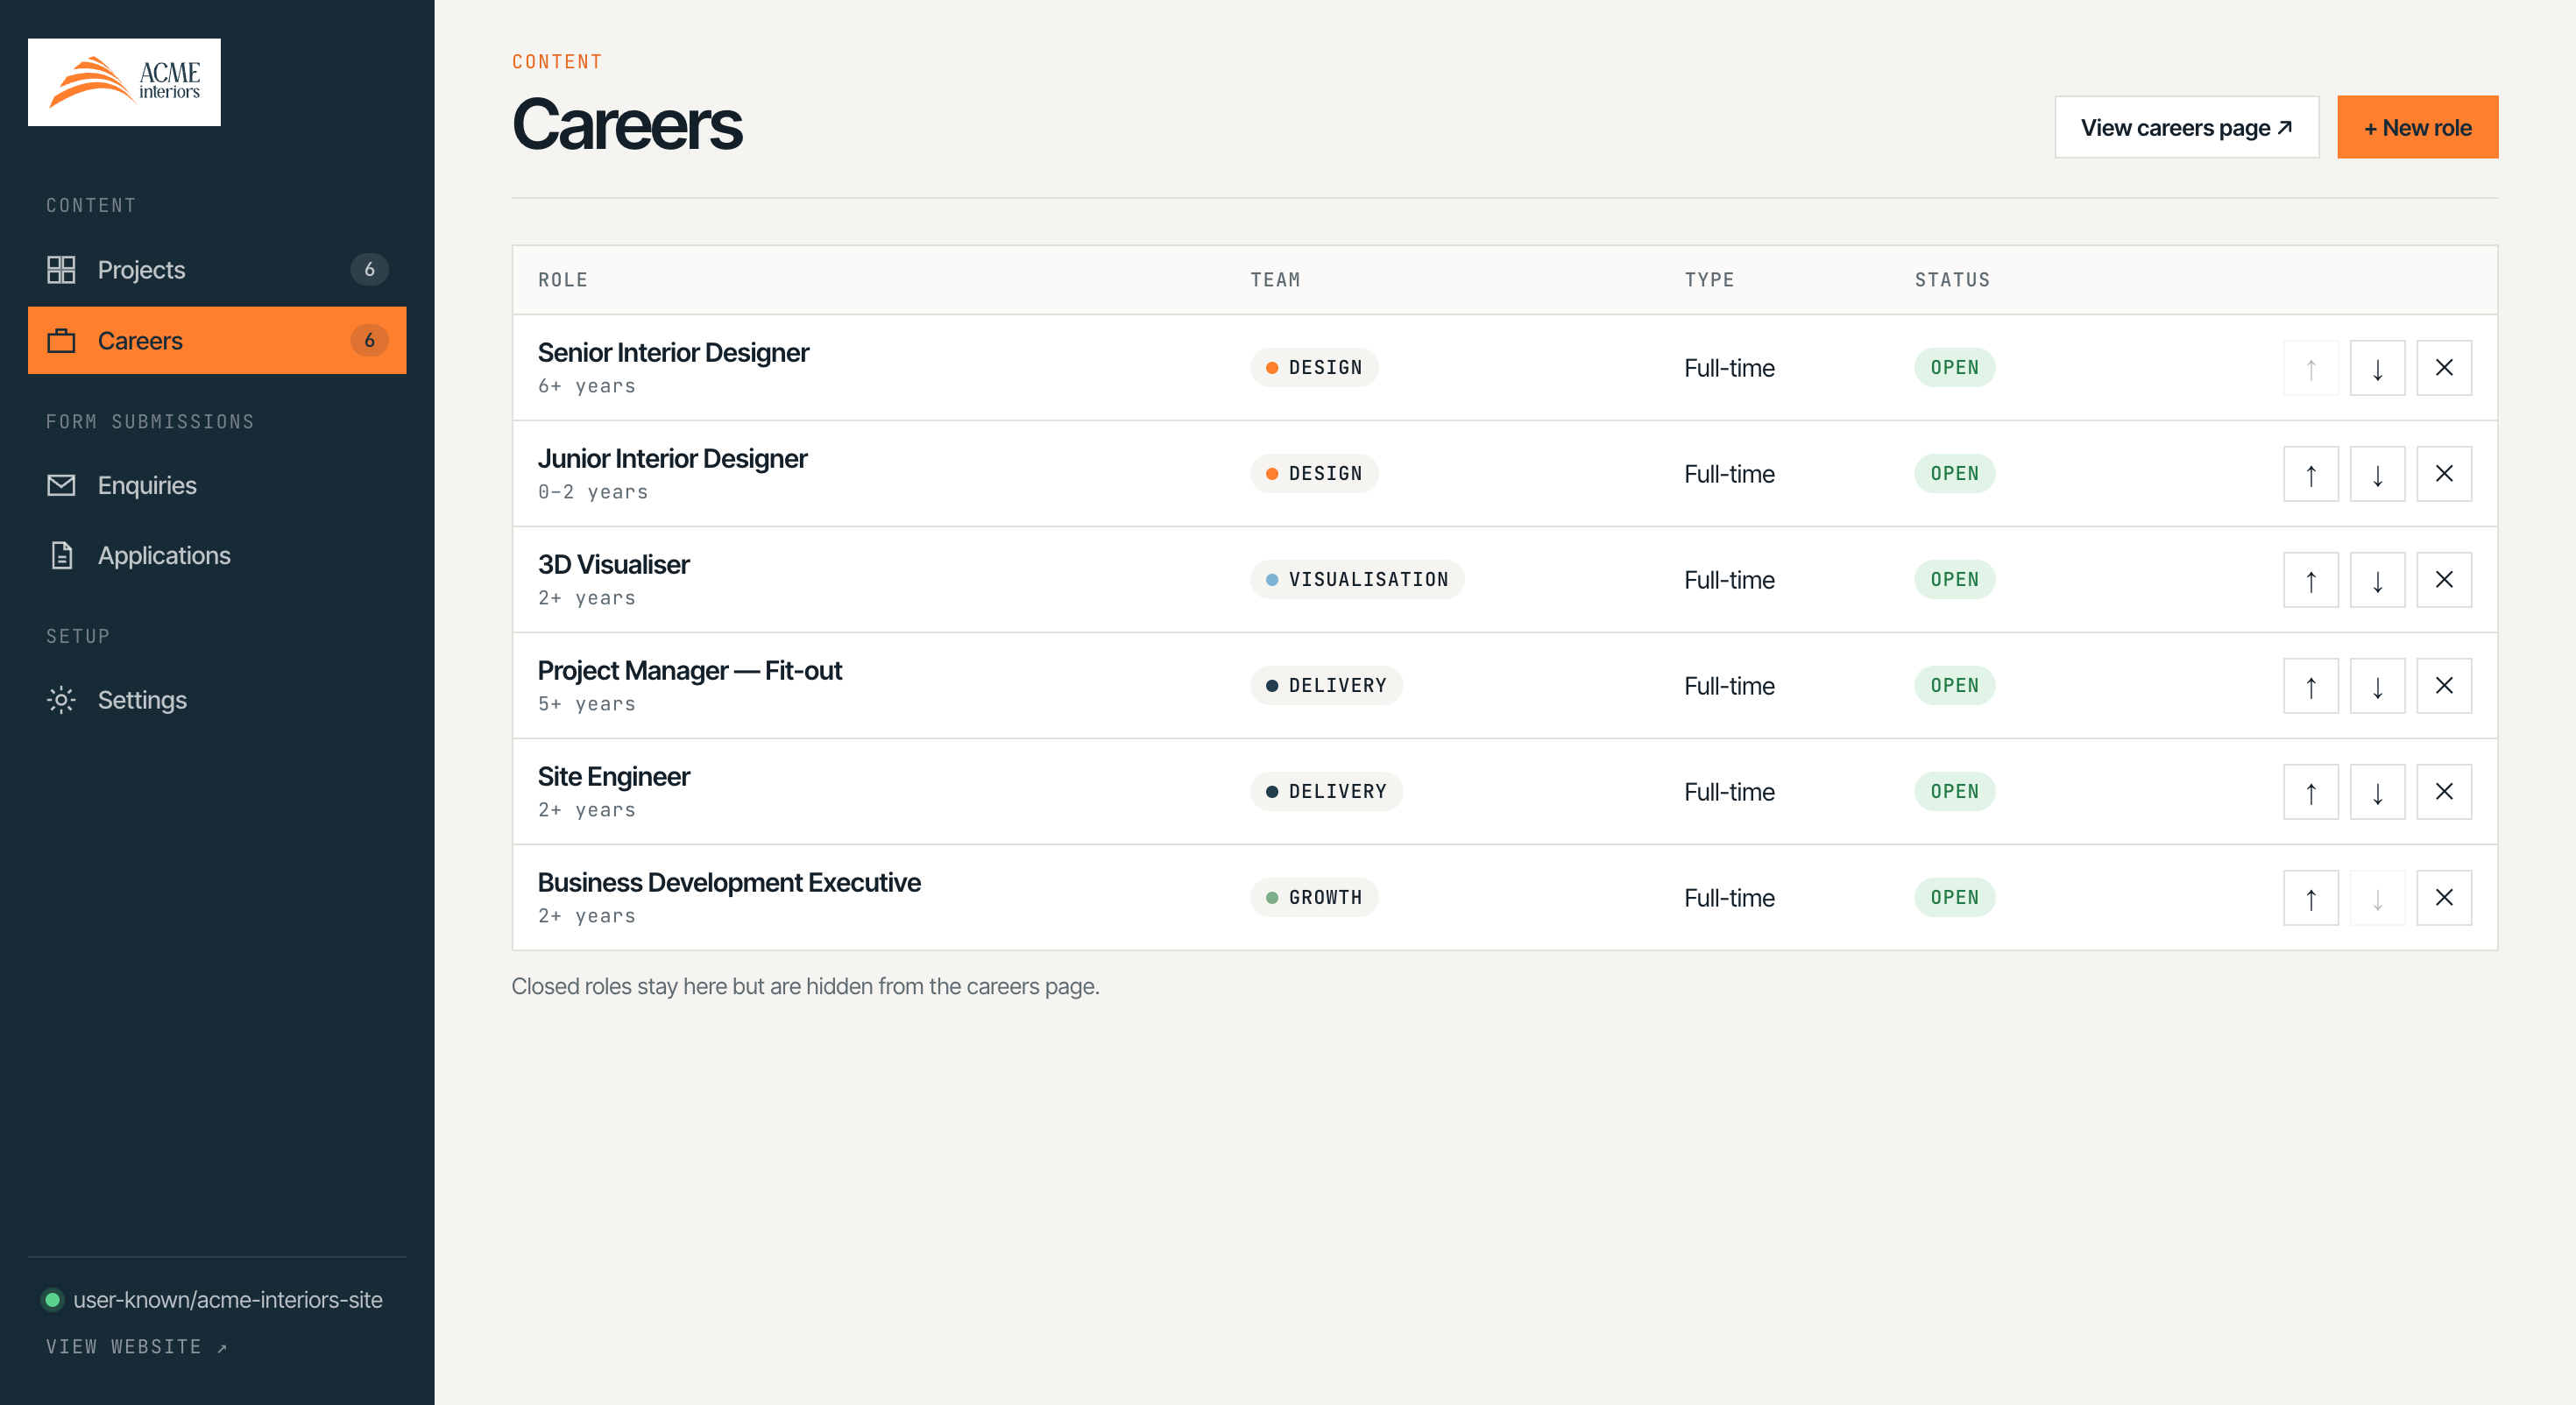 ACME
interiors
CONTENT
Projects 6
Careers 6
FORM SUBMISSIONS
Enquiries
Applications
SETUP
Settings
user-known/acme-interiors-site
VIEW WEBSITE ↗
CONTENT
Careers
View careers page ↗
+ New role
ROLE TEAM TYPE STATUS
Senior Interior Designer
6+ years
DESIGN Full-time OPEN ↑ ↓ ✕
Junior Interior Designer
0–2 years
DESIGN Full-time OPEN ↑ ↓ ✕
3D Visualiser
2+ years
VISUALISATION Full-time OPEN ↑ ↓ ✕
Project Manager — Fit-out
5+ years
DELIVERY Full-time OPEN ↑ ↓ ✕
Site Engineer
2+ years
DELIVERY Full-time OPEN ↑ ↓ ✕
Business Development Executive
2+ years
GROWTH Full-time OPEN ↑ ↓ ✕
Closed roles stay here but are hidden from the careers page.